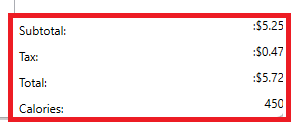 Subtotal: :$5.25
Tax: :$0.47
Total: :$5.72
Calories: 450